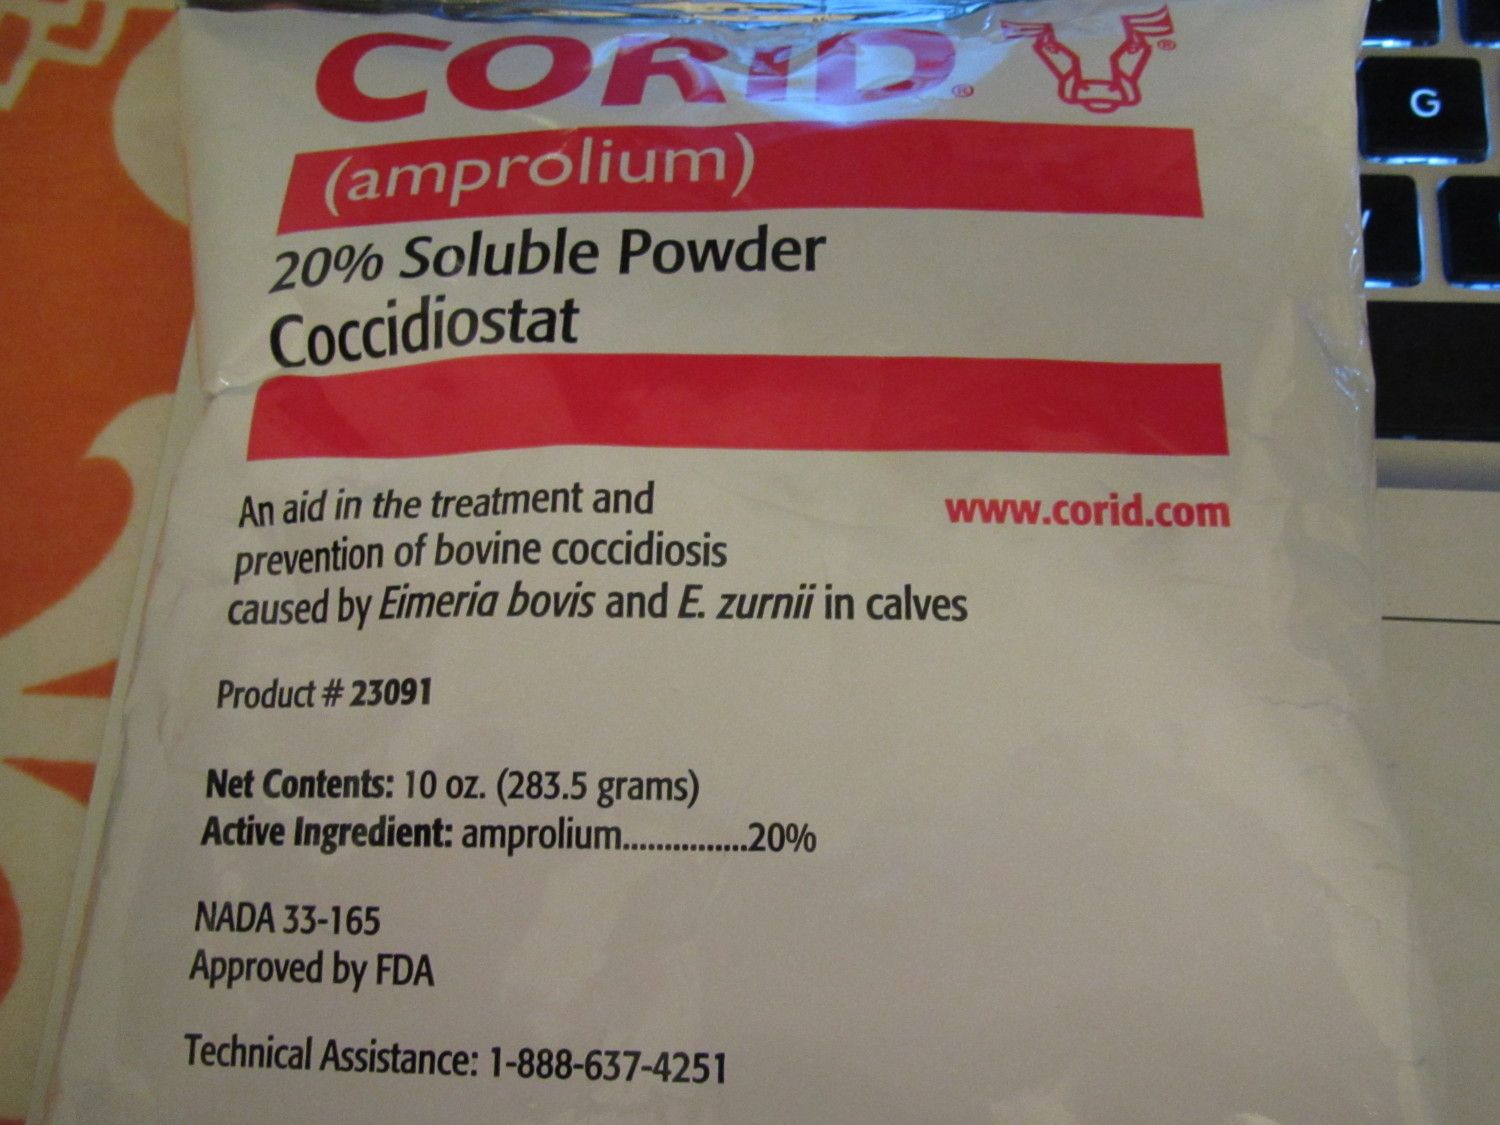 CORID®
(amprolium)
20% Soluble Powder
Coccidiostat
An aid in the treatment and
prevention of bovine coccidiosis
caused by Eimeria bovis and E. zurnii in calves
www.corid.com
Product # 23091
Net Contents: 10 oz. (283.5 grams)
Active Ingredient: amprolium...............20%
NADA 33-165
Approved by FDA
Technical Assistance: 1-888-637-4251
G